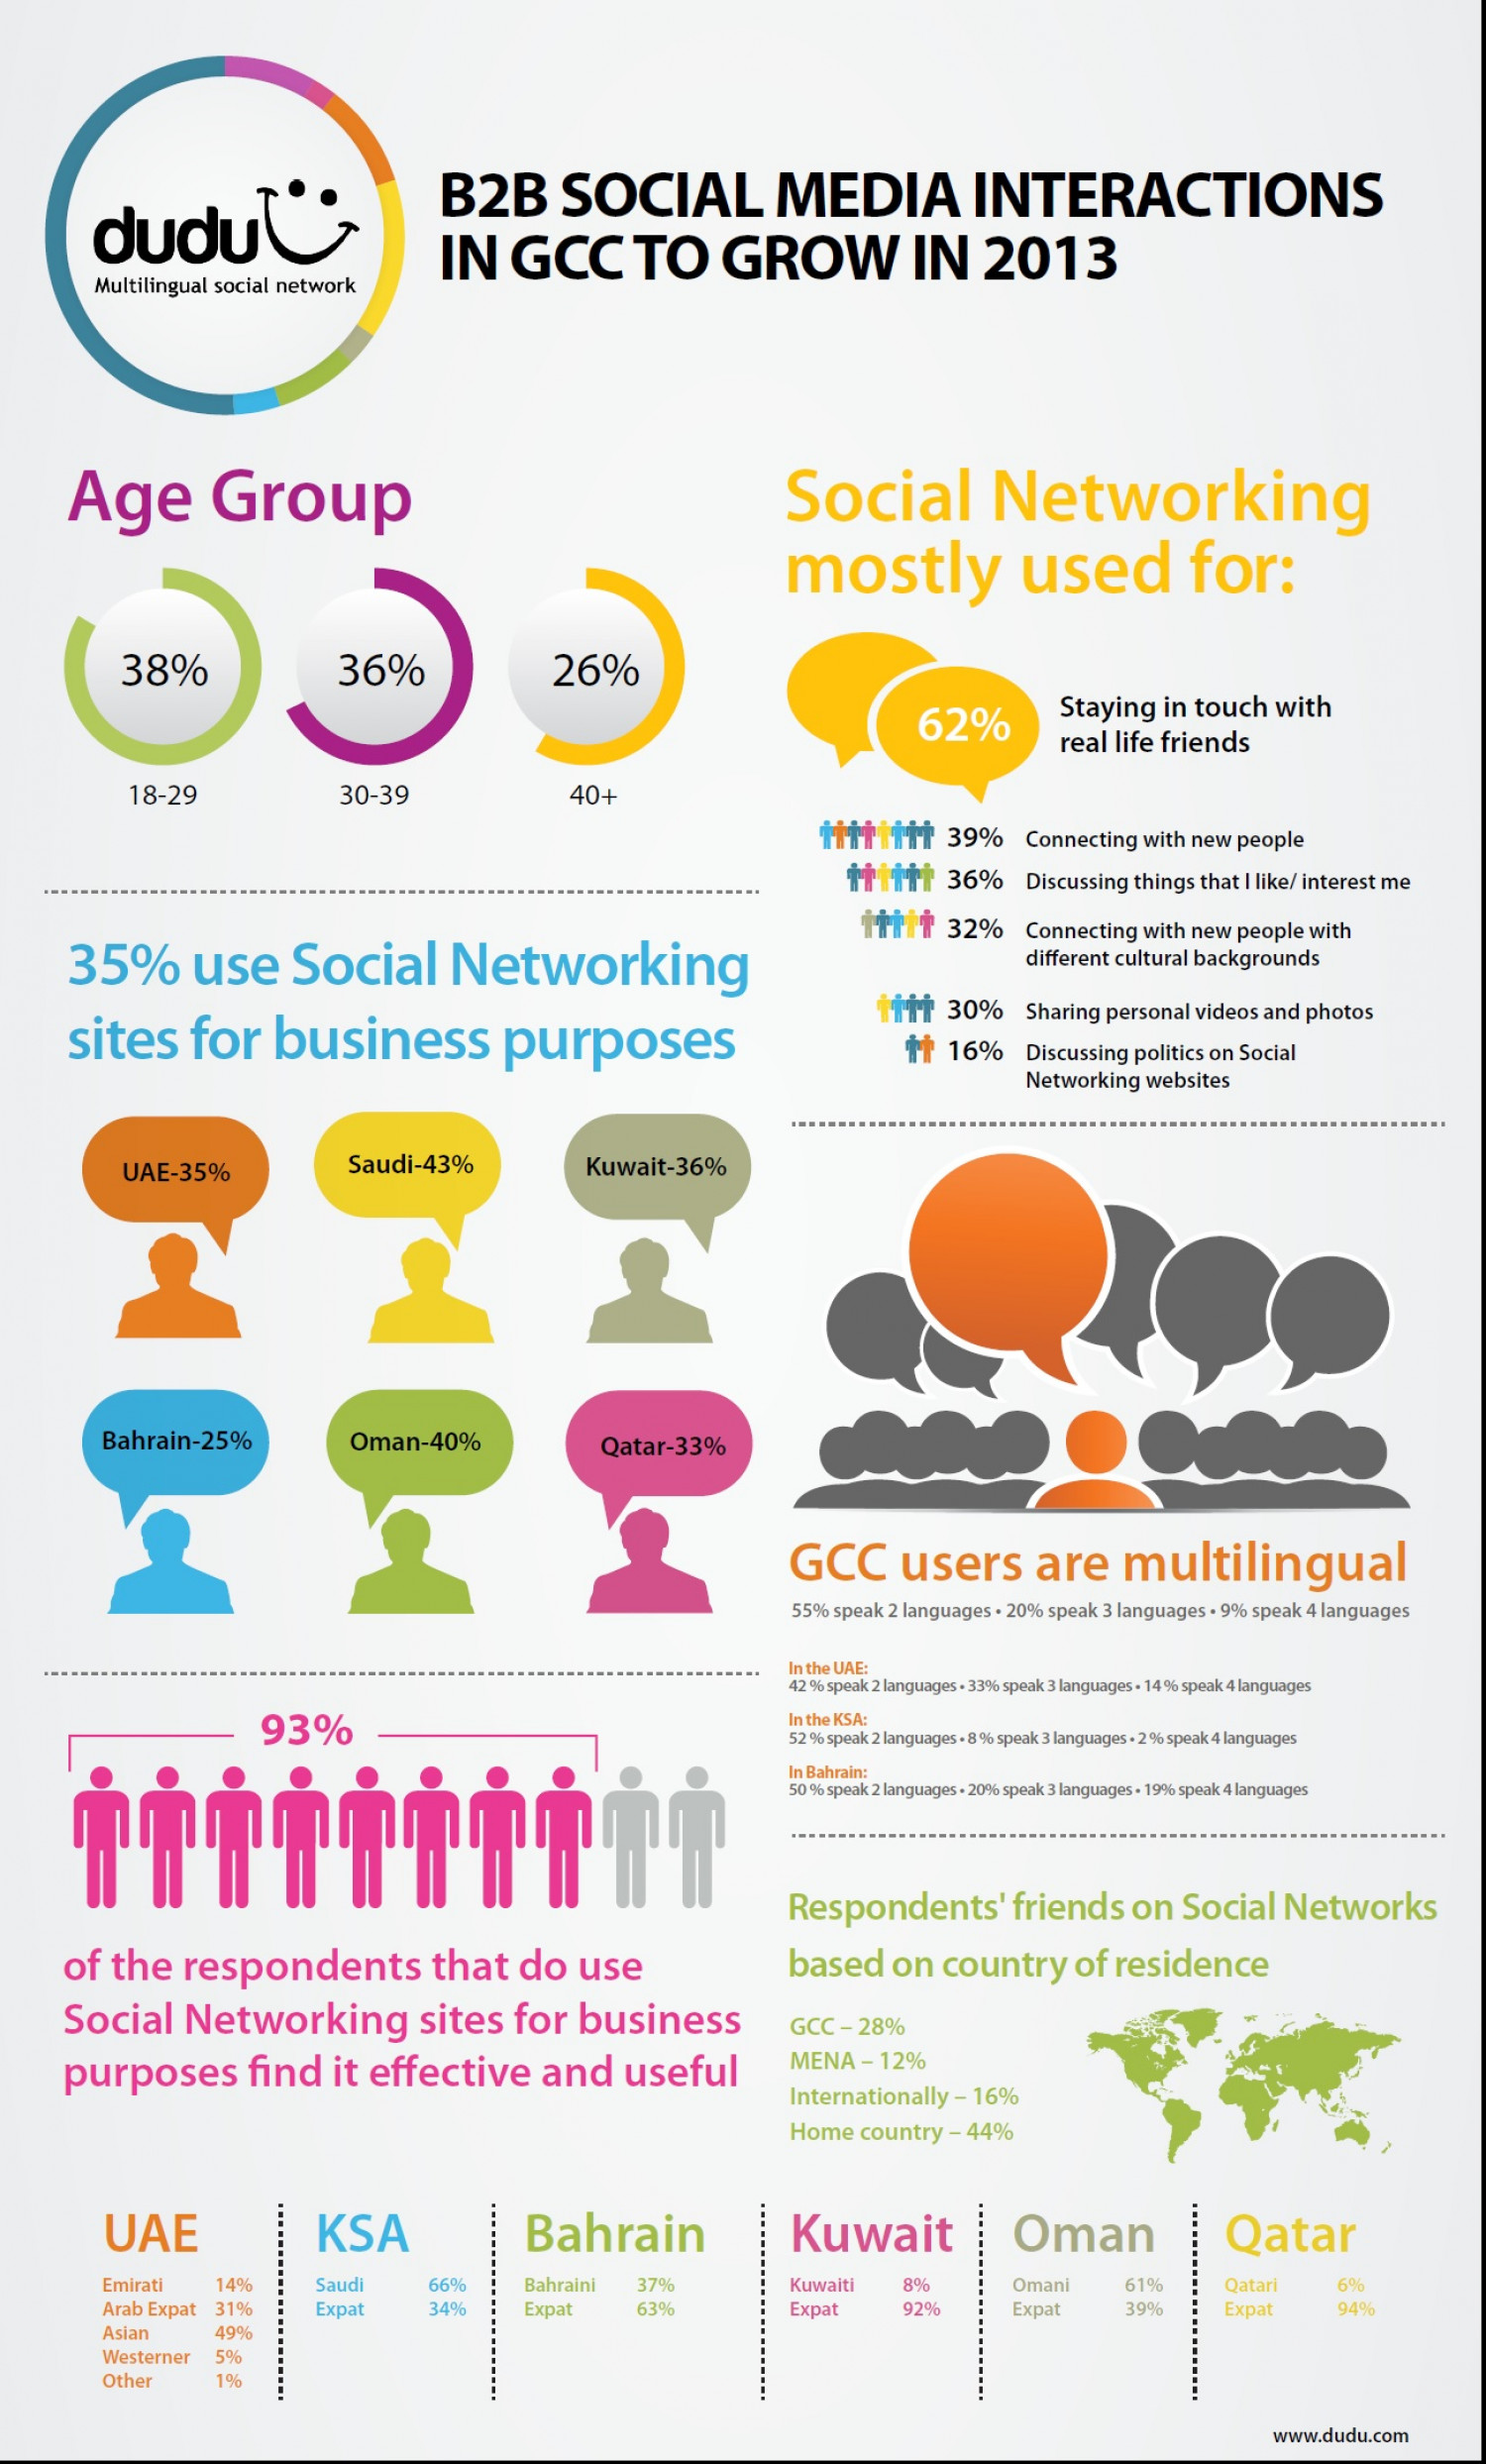 dudu
Multilingual social network
B2B SOCIAL MEDIA INTERACTIONS
IN GCC TO GROW IN 2013
Age Group
38%
36%
26%
18-29
30-39
40+
35% use Social Networking
sites for business purposes
UAE-35%
Saudi-43%
Kuwait-36%
Bahrain-25%
Oman-40%
Qatar-33%
93%
of the respondents that do use
Social Networking sites for business
purposes find it effective and useful
Social Networking
mostly used for:
62%
Staying in touch with
real life friends
39% Connecting with new people
36% Discussing things that I like/ interest me
32% Connecting with new people with
different cultural backgrounds
30% Sharing personal videos and photos
16% Discussing politics on Social
Networking websites
GCC users are multilingual
55% speak 2 languages • 20% speak 3 languages • 9% speak 4 languages
In the UAE:
42 % speak 2 languages • 33% speak 3 languages • 14 % speak 4 languages
In the KSA:
52 % speak 2 languages • 8 % speak 3 languages • 2 % speak 4 languages
In Bahrain:
50 % speak 2 languages • 20% speak 3 languages • 19% speak 4 languages
Respondents' friends on Social Networks
based on country of residence
GCC – 28%
MENA – 12%
Internationally – 16%
Home country – 44%
UAE
Emirati 14%
Arab Expat 31%
Asian 49%
Westerner 5%
Other 1%
KSA
Saudi 66%
Expat 34%
Bahrain
Bahraini 37%
Expat 63%
Kuwait
Kuwaiti 8%
Expat 92%
Oman
Omani 61%
Expat 39%
Qatar
Qatari 6%
Expat 94%
www.dudu.com